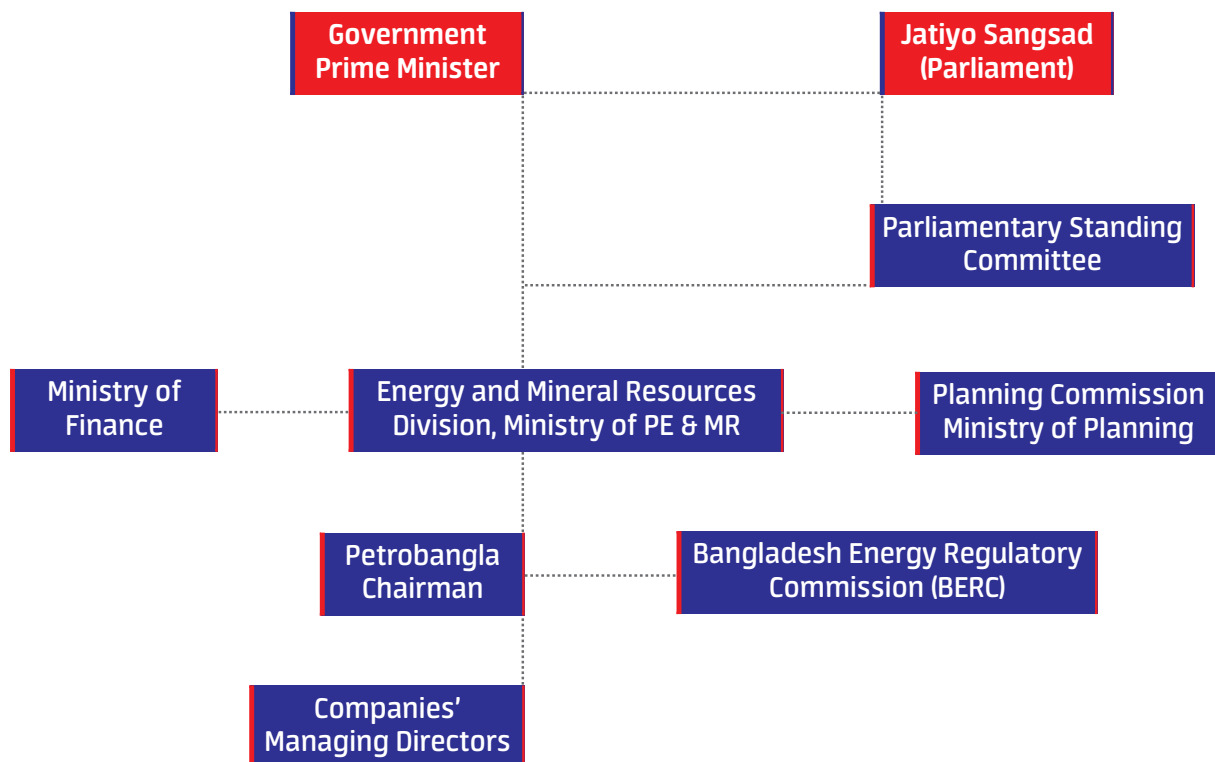 Government
Prime Minister
Jatiyo Sangsad
(Parliament)
Parliamentary Standing
Committee
Ministry of
Finance
Energy and Mineral Resources
Division, Ministry of PE & MR
Planning Commission
Ministry of Planning
Petrobangla
Chairman
Bangladesh Energy Regulatory
Commission (BERC)
Companies’
Managing Directors